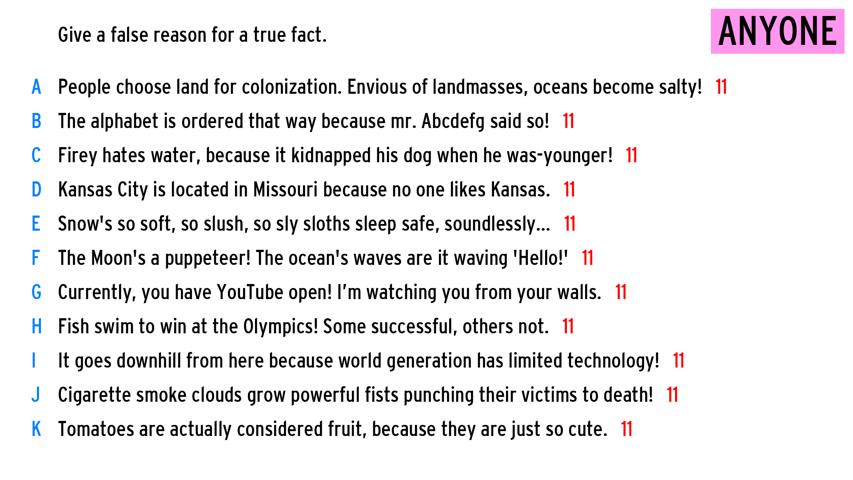 Give a false reason for a true fact.
ANYONE
A People choose land for colonization. Envious of landmasses, oceans become salty! 11
B The alphabet is ordered that way because mr. Abcdefg said so! 11
C Firey hates water, because it kidnapped his dog when he was-younger! 11
D Kansas City is located in Missouri because no one likes Kansas. 11
E Snow's so soft, so slush, so sly sloths sleep safe, soundlessly... 11
F The Moon's a puppeteer! The ocean's waves are it waving 'Hello!' 11
G Currently, you have YouTube open! I’m watching you from your walls. 11
H Fish swim to win at the Olympics! Some successful, others not. 11
I It goes downhill from here because world generation has limited technology! 11
J Cigarette smoke clouds grow powerful fists punching their victims to death! 11
K Tomatoes are actually considered fruit, because they are just so cute. 11